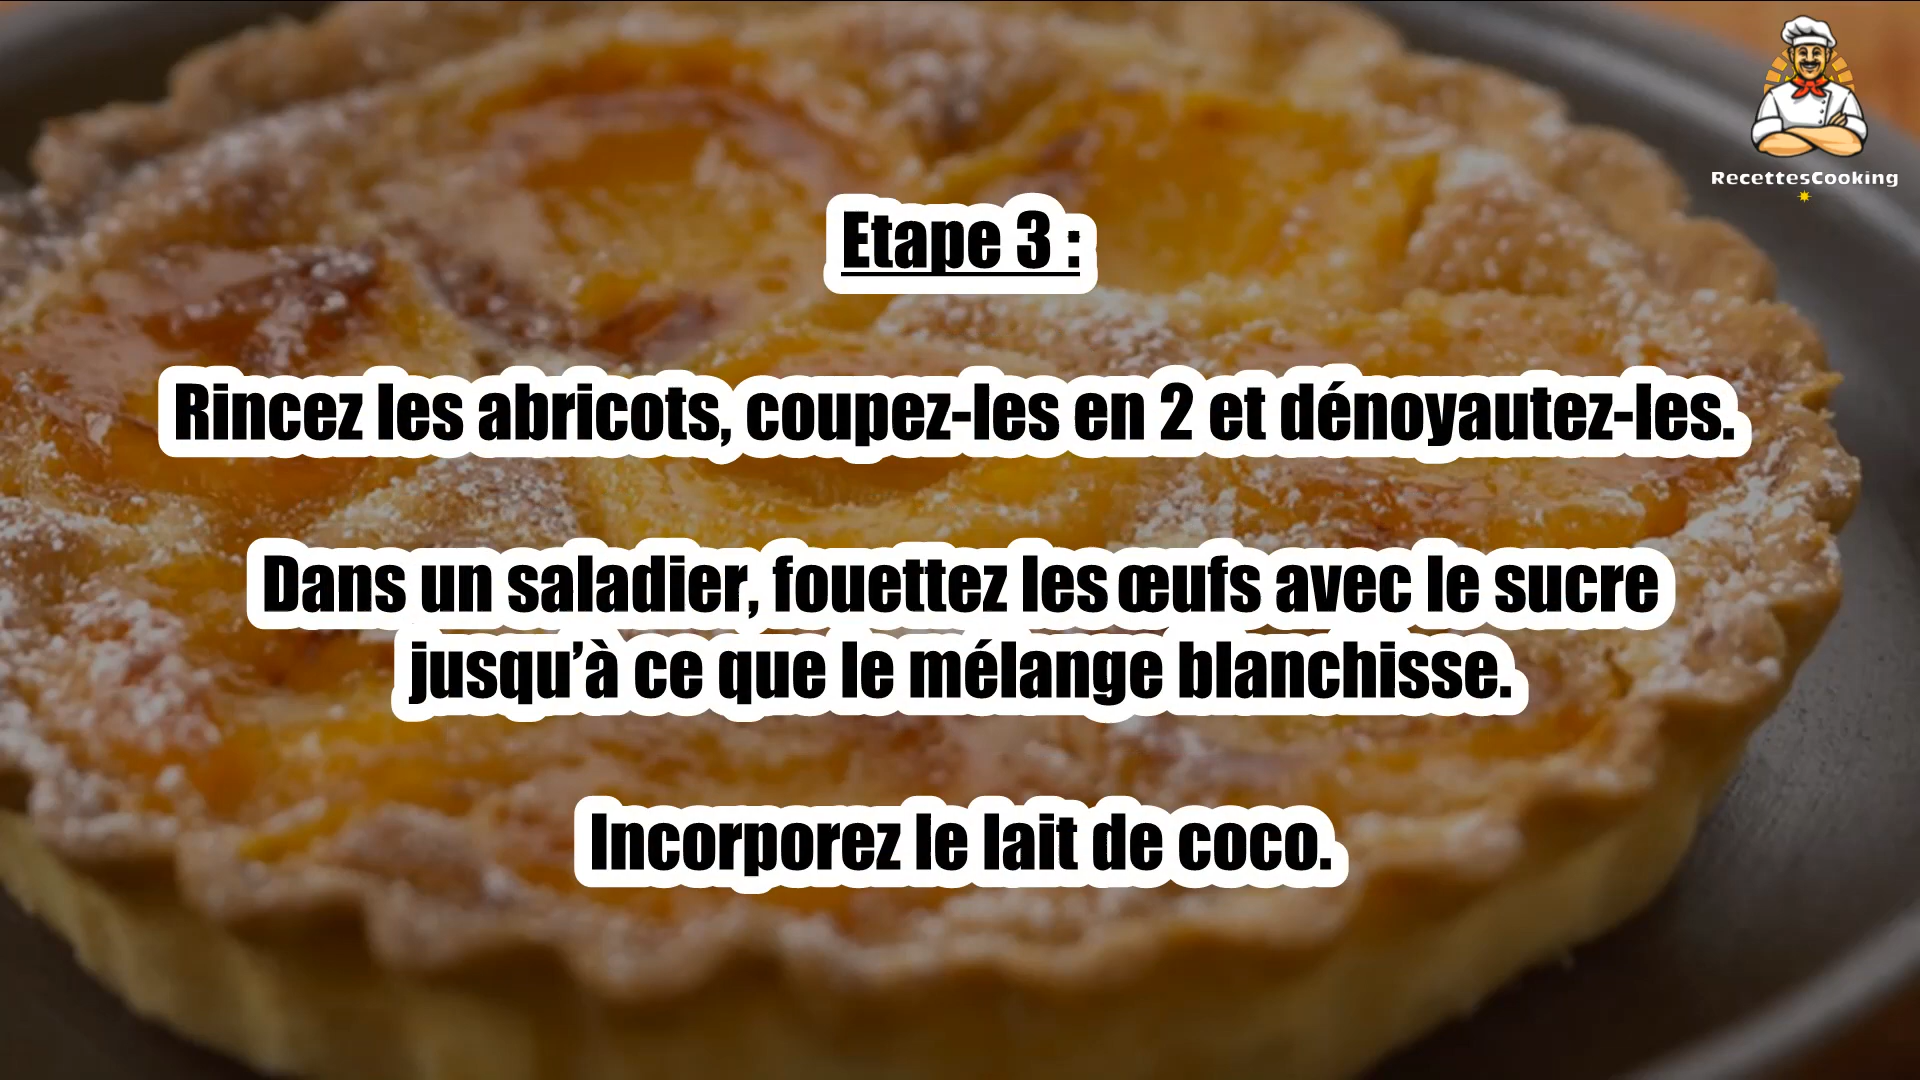 RecettesCooking
Etape 3 :
Rincez les abricots, coupez-les en 2 et dénoyautez-les.
Dans un saladier, fouettez les œufs avec le sucre
jusqu’à ce que le mélange blanchisse.
Incorporez le lait de coco.